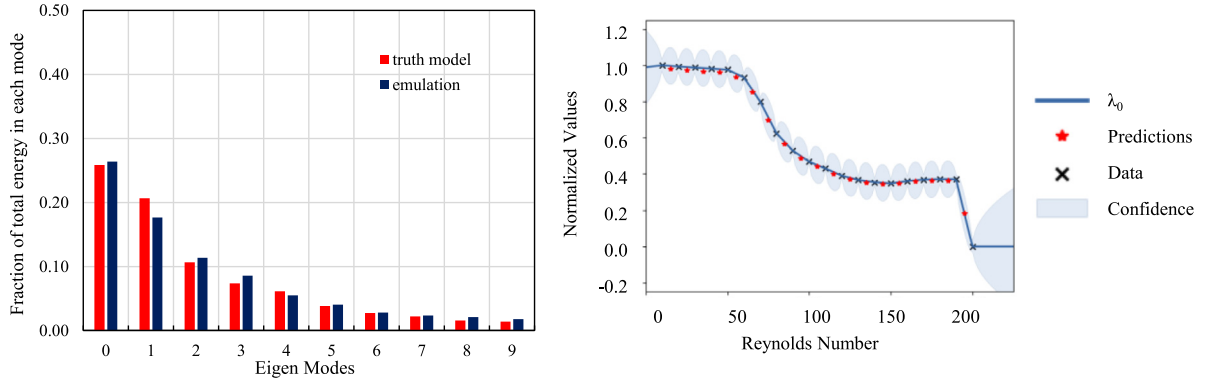 Fraction of total energy in each mode
0.50
0.40
0.30
0.20
0.10
0.00
truth model
emulation
0 1 2 3 4 5 6 7 8 9
Eigen Modes
Normalized Values
1.2
1.0
0.8
0.6
0.4
0.2
0.0
-0.2
0 50 100 150 200
Reynolds Number
λ₀
Predictions
Data
Confidence